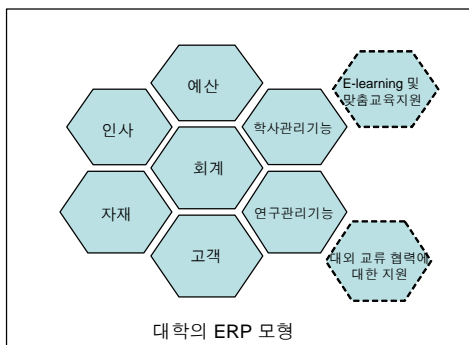 예산
E-learning 및
맞춤교육지원
인사
학사관리기능
회계
자재
연구관리기능
고객
대외 교류 협력에
대한 지원
대학의 ERP 모형